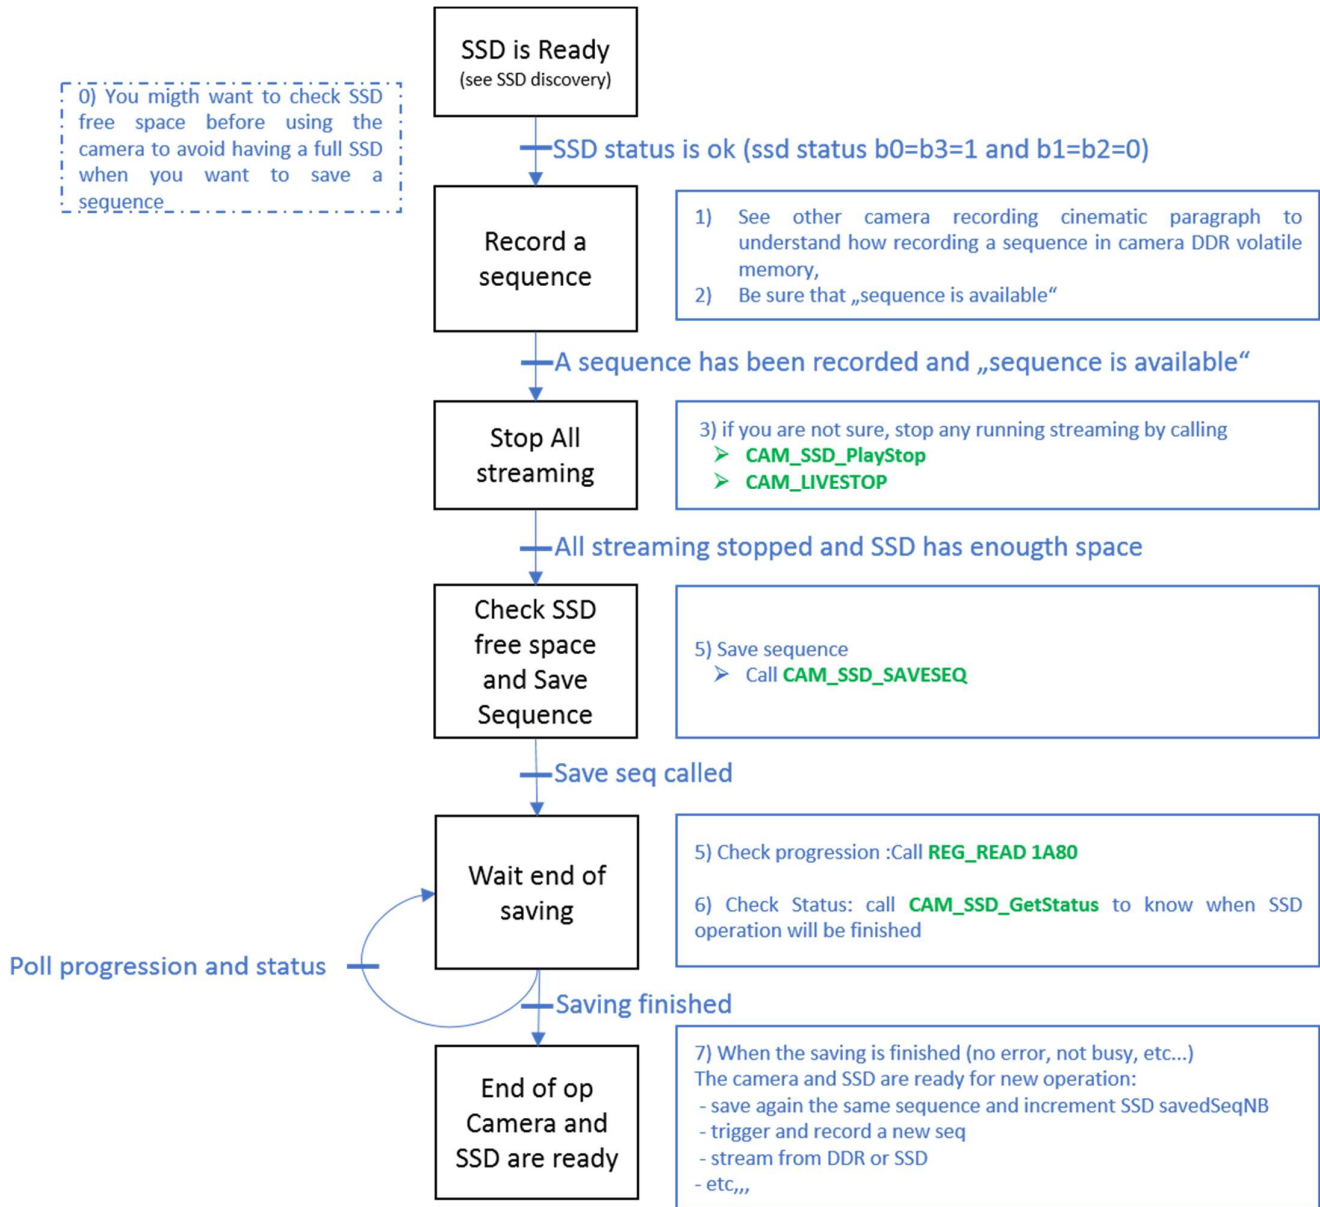 SSD is Ready
(see SSD discovery)
0) You migth want to check SSD
free space before using the
camera to avoid having a full SSD
when you want to save a
sequence
SSD status is ok (ssd status b0=b3=1 and b1=b2=0)
Record a
sequence
1) See other camera recording cinematic paragraph to
understand how recording a sequence in camera DDR volatile
memory,
2) Be sure that „sequence is available“
A sequence has been recorded and „sequence is available“
Stop All
streaming
3) if you are not sure, stop any running streaming by calling
➢ CAM_SSD_PlayStop
➢ CAM_LIVESTOP
All streaming stopped and SSD has enougth space
Check SSD
free space
and Save
Sequence
5) Save sequence
➢ Call CAM_SSD_SAVESEQ
Save seq called
Wait end of
saving
5) Check progression :Call REG_READ 1A80
6) Check Status: call CAM_SSD_GetStatus to know when SSD
operation will be finished
Poll progression and status
Saving finished
End of op
Camera and
SSD are ready
7) When the saving is finished (no error, not busy, etc...)
The camera and SSD are ready for new operation:
- save again the same sequence and increment SSD savedSeqNB
- trigger and record a new seq
- stream from DDR or SSD
- etc,,,